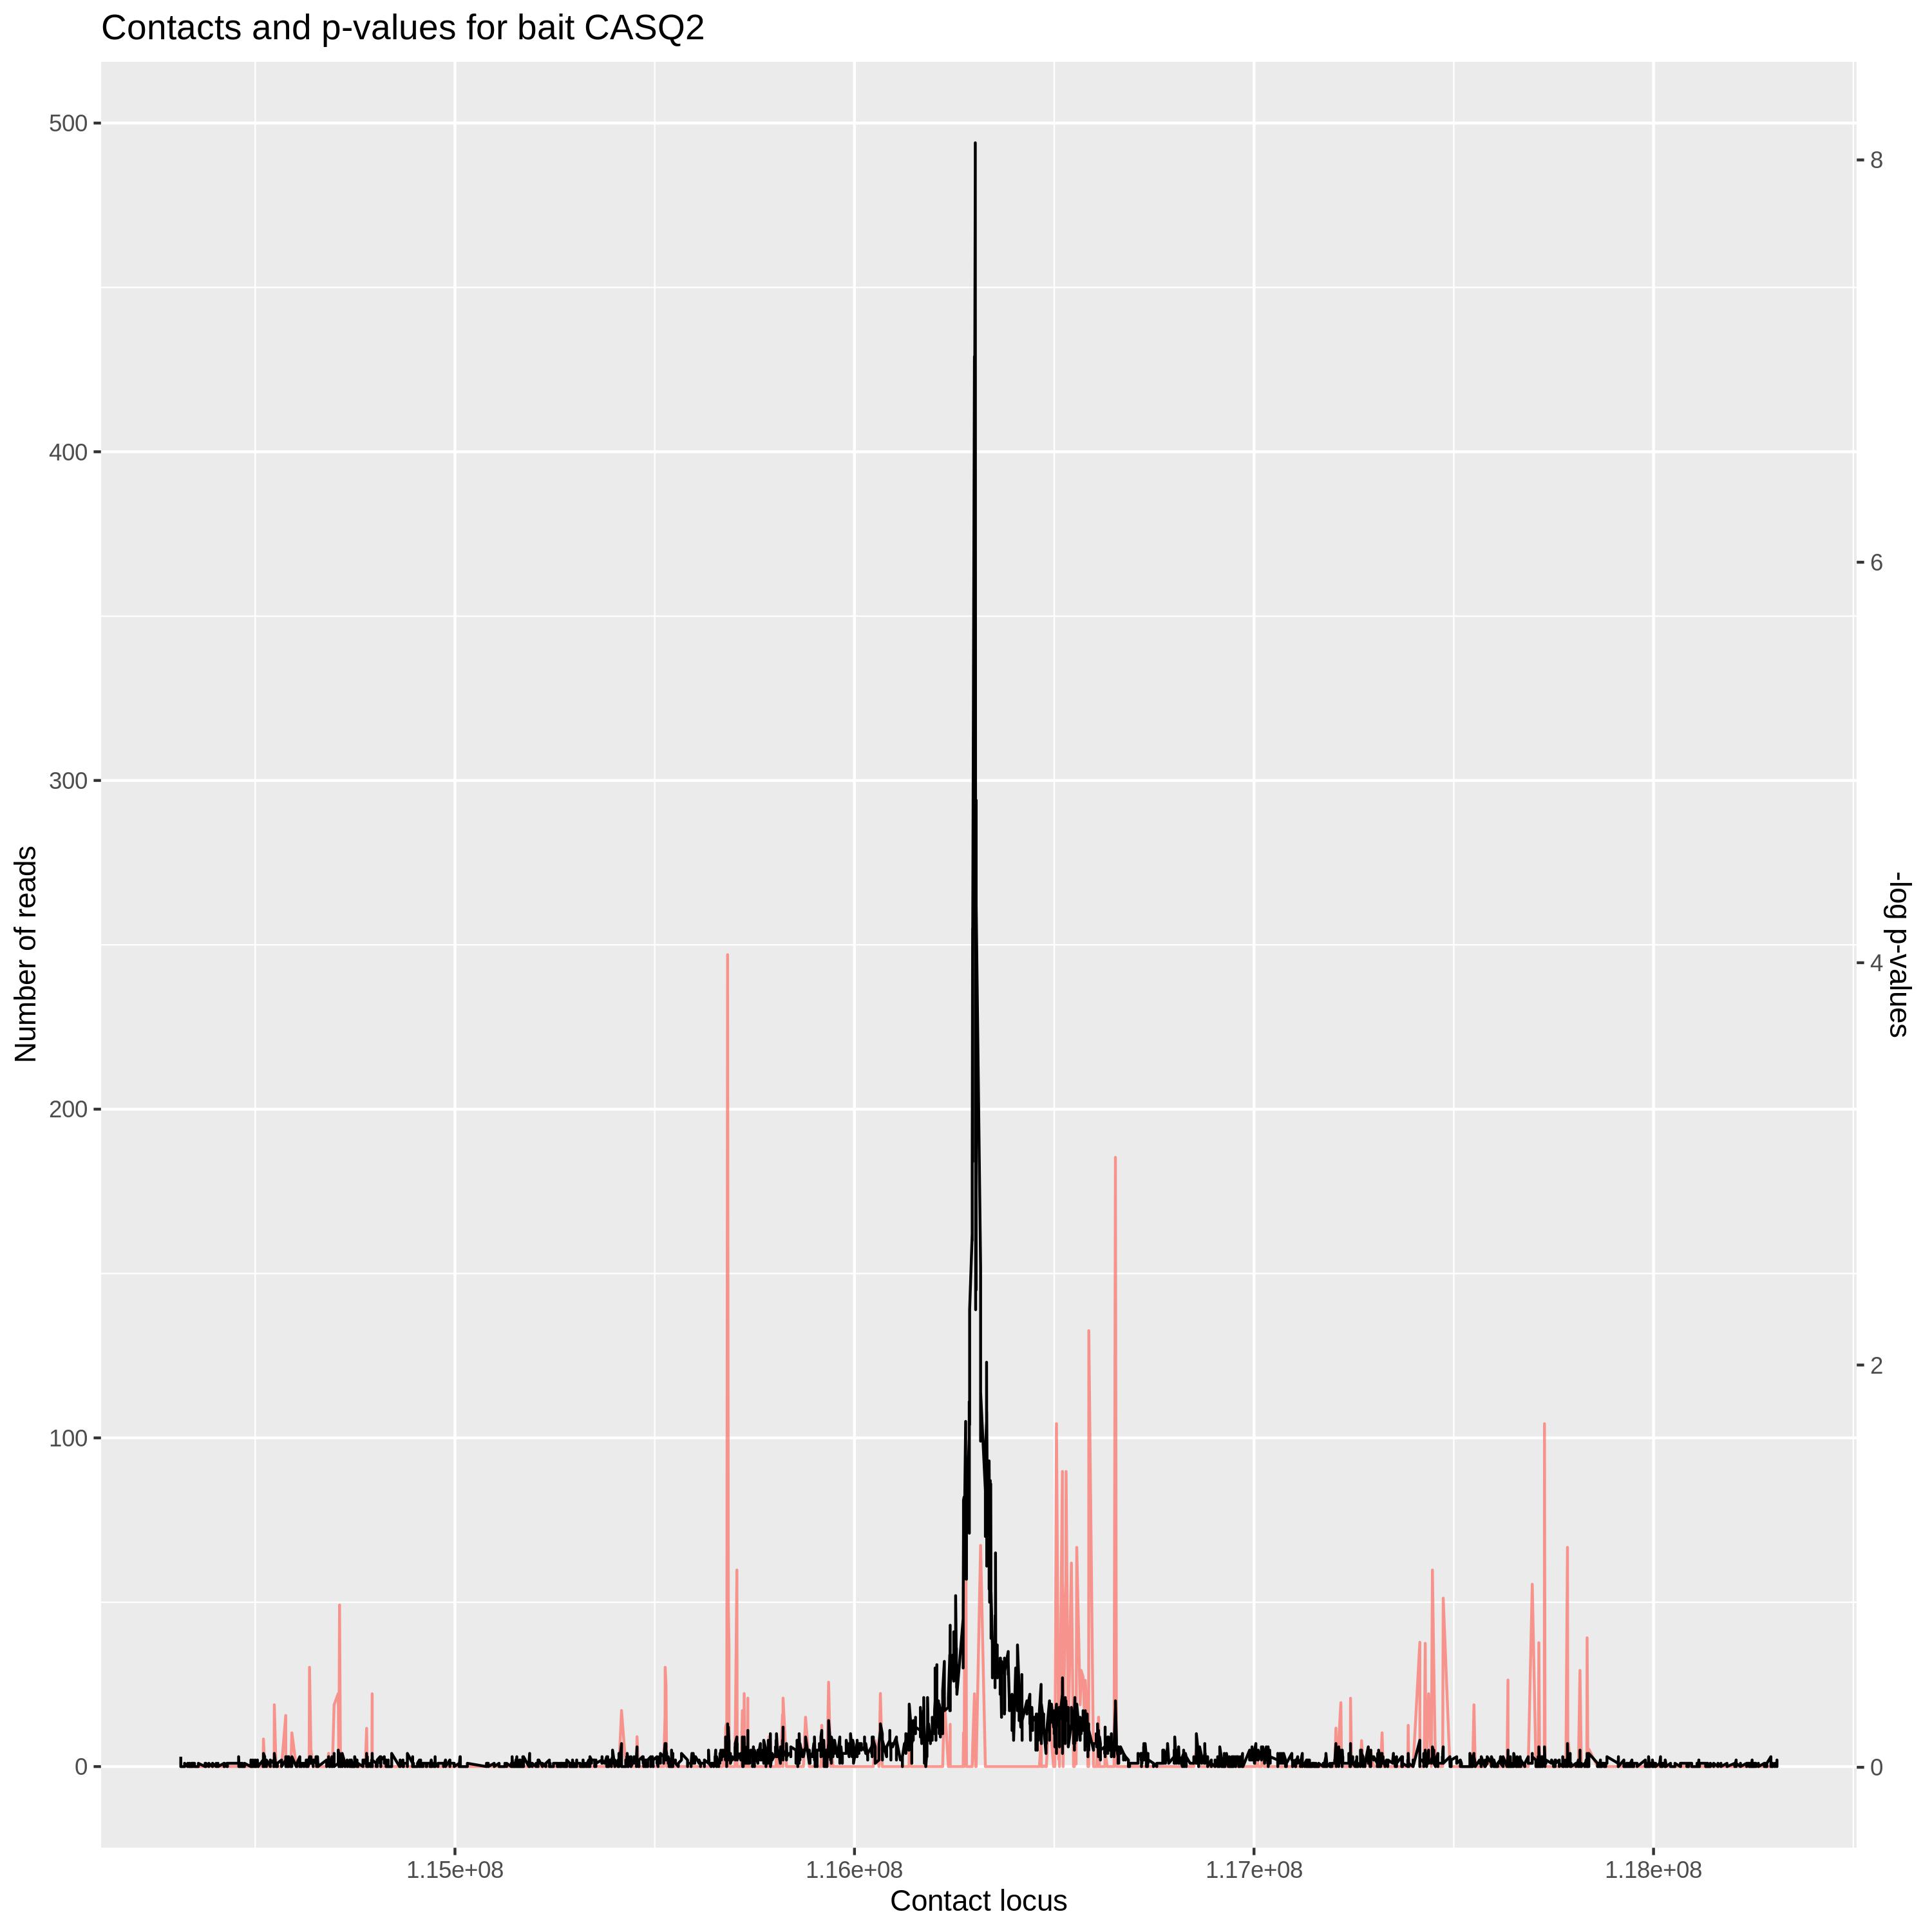 Contacts and p-values for bait CASQ2
500
400
300
200
100
0
Number of reads
8
6
4
2
0
-log p-values
1.15e+08
1.16e+08
1.17e+08
1.18e+08
Contact locus